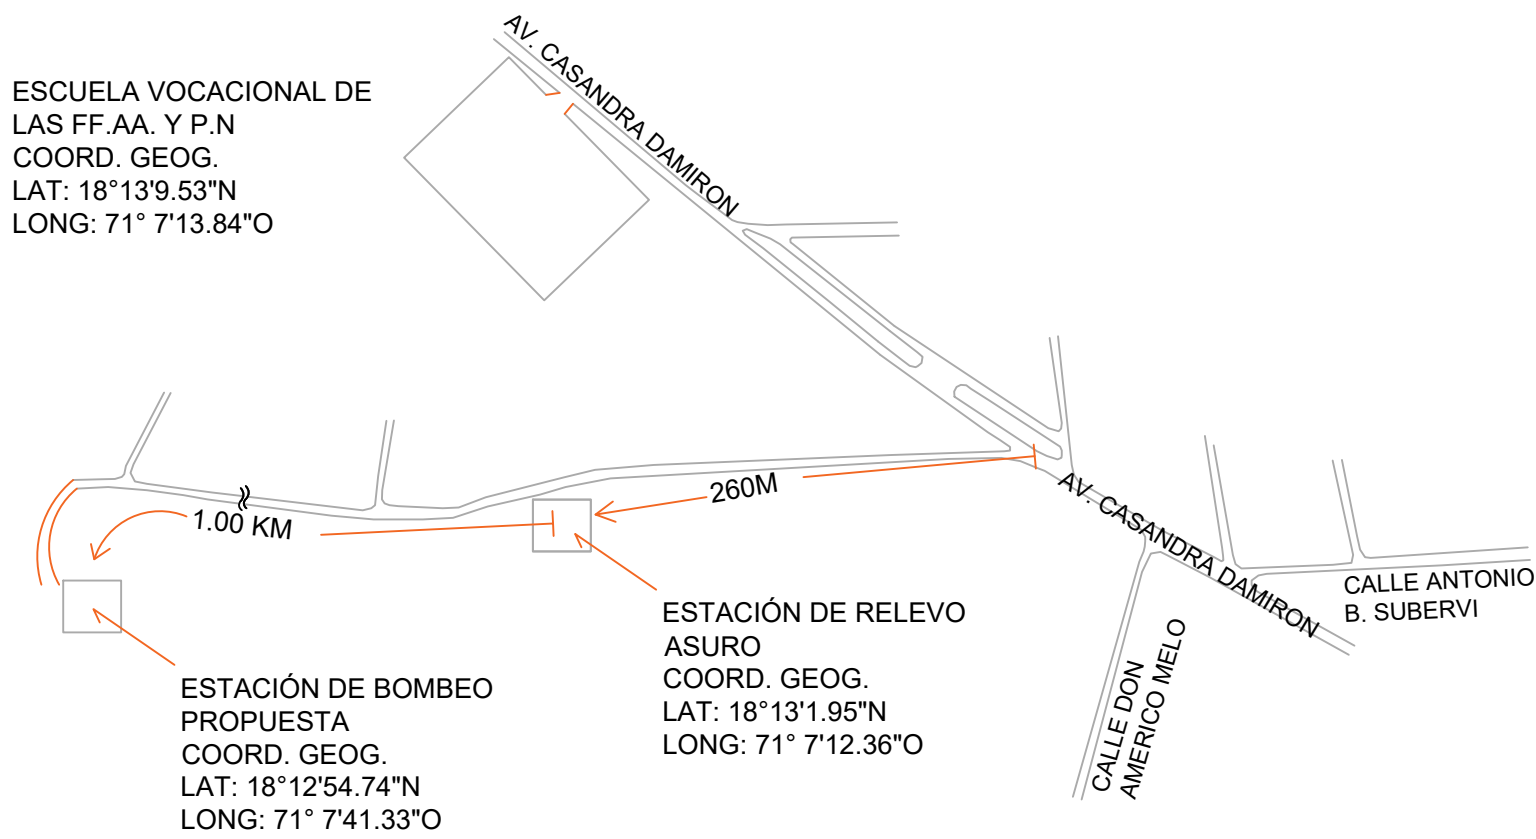 AV. CASANDRA DAMIRON
ESCUELA VOCACIONAL DE
LAS FF.AA. Y P.N
COORD. GEOG.
LAT: 18°13'9.53"N
LONG: 71° 7'13.84"O
260M
1.00 KM
AV. CASANDRA DAMIRON
CALLE ANTONIO
B. SUBERVI
ESTACIÓN DE RELEVO
ASURO
COORD. GEOG.
LAT: 18°13'1.95"N
LONG: 71° 7'12.36"O
CALLE DON
AMERICO MELO
ESTACIÓN DE BOMBEO
PROPUESTA
COORD. GEOG.
LAT: 18°12'54.74"N
LONG: 71° 7'41.33"O